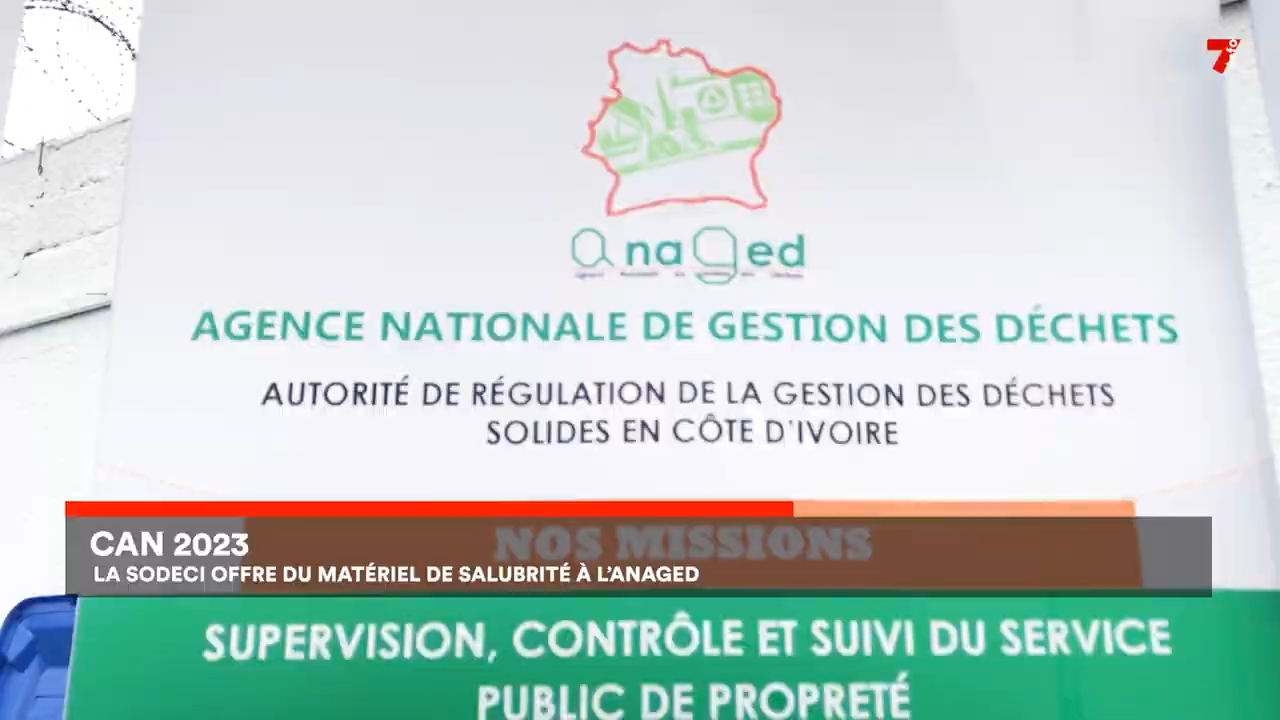 7
anaged
AGENCE NATIONALE DE GESTION DES DÉCHETS
AUTORITÉ DE RÉGULATION DE LA GESTION DES DÉCHETS
SOLIDES EN CÔTE D'IVOIRE
NOS MISSIONS
CAN 2023
LA SODECI OFFRE DU MATÉRIEL DE SALUBRITÉ À L'ANAGED
SUPERVISION, CONTRÔLE ET SUIVI DU SERVICE
PUBLIC DE PROPRETÉ